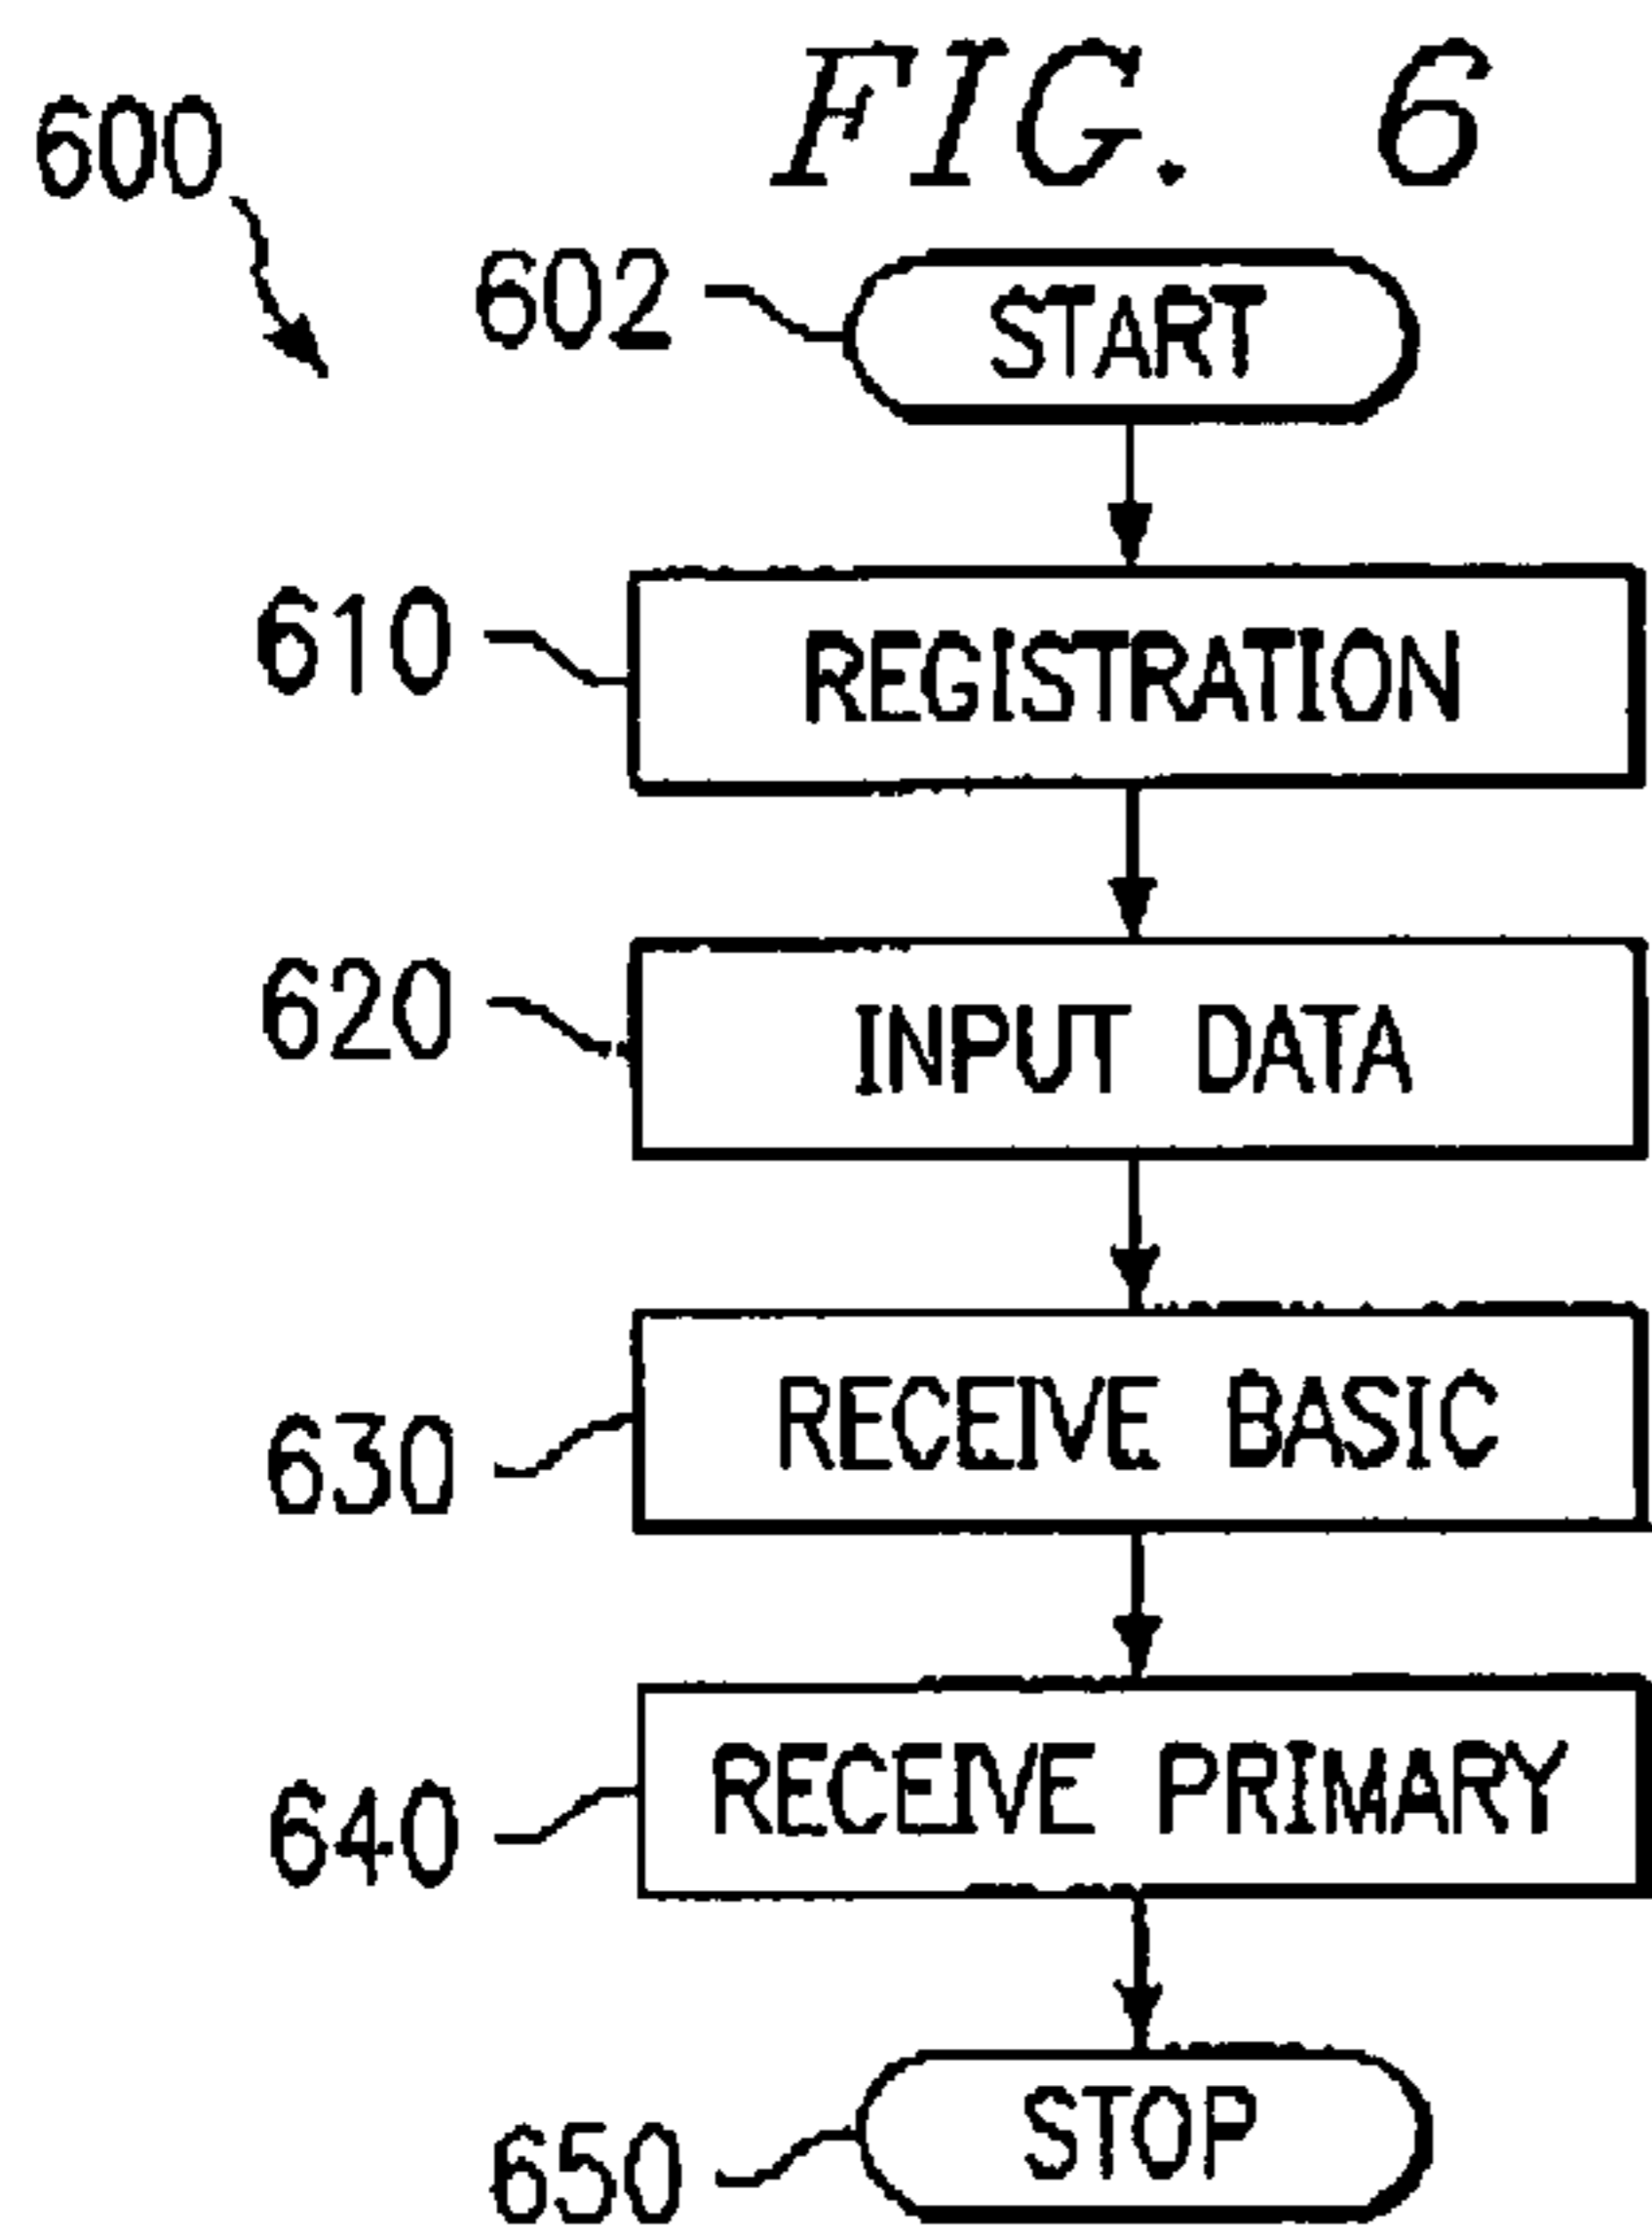 FIG. 6
600
602 START
610 REGISTRATION
620 INPUT DATA
630 RECEIVE BASIC
640 RECEIVE PRIMARY
650 STOP